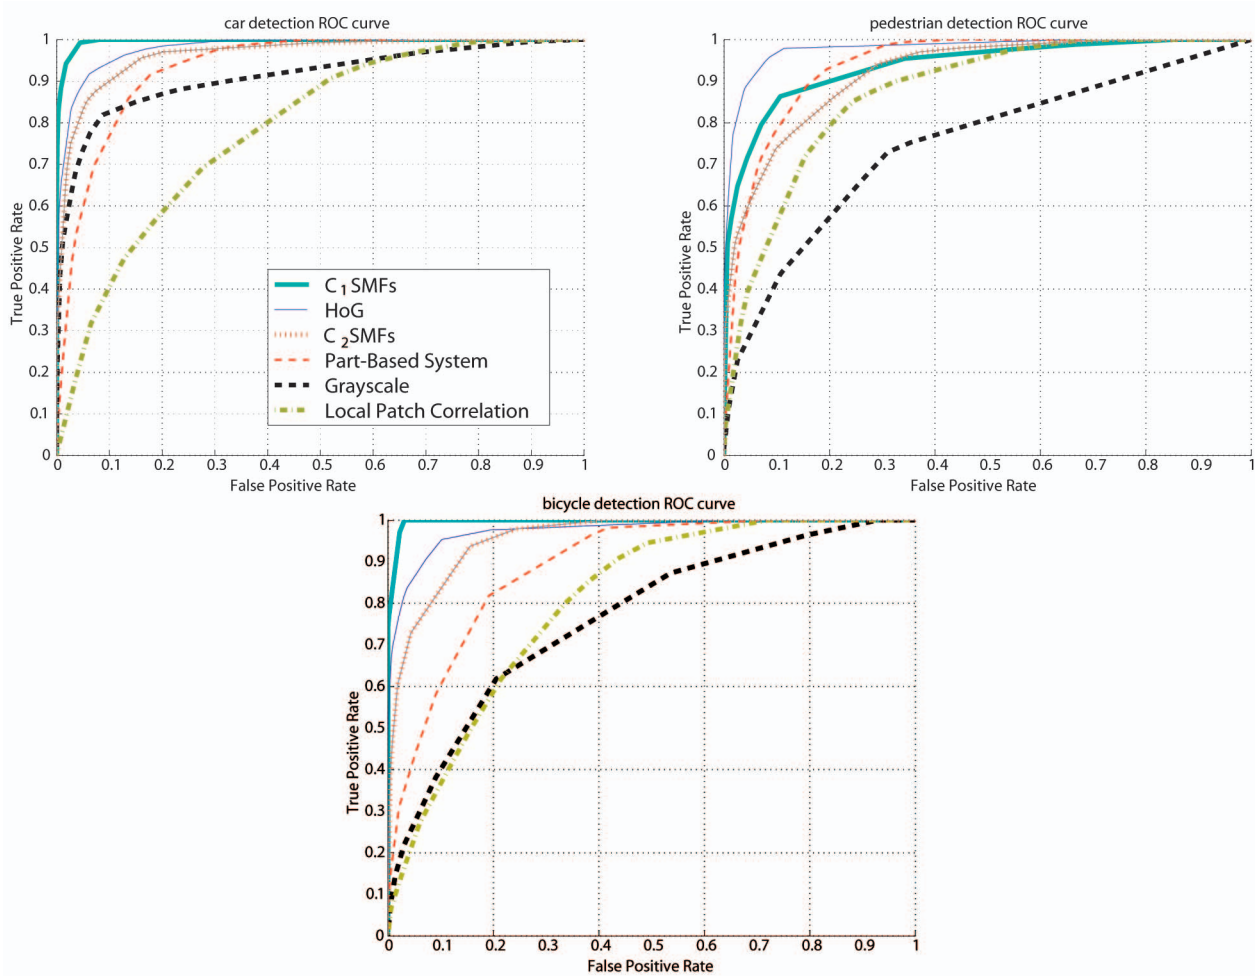 car detection ROC curve
1
0.9
0.8
0.7
0.6
0.5
0.4
0.3
0.2
0.1
0
True Positive Rate
C 1 SMFs
HoG
C 2 SMFs
Part-Based System
Grayscale
Local Patch Correlation
0 0.1 0.2 0.3 0.4 0.5 0.6 0.7 0.8 0.9 1
False Positive Rate
pedestrian detection ROC curve
1
0.9
0.8
0.7
0.6
0.5
0.4
0.3
0.2
0.1
0
True Positive Rate
0 0.1 0.2 0.3 0.4 0.5 0.6 0.7 0.8 0.9 1
False Positive Rate
bicycle detection ROC curve
1
0.9
0.8
0.7
0.6
0.5
0.4
0.3
0.2
0.1
0
True Positive Rate
0 0.1 0.2 0.3 0.4 0.5 0.6 0.7 0.8 0.9 1
False Positive Rate